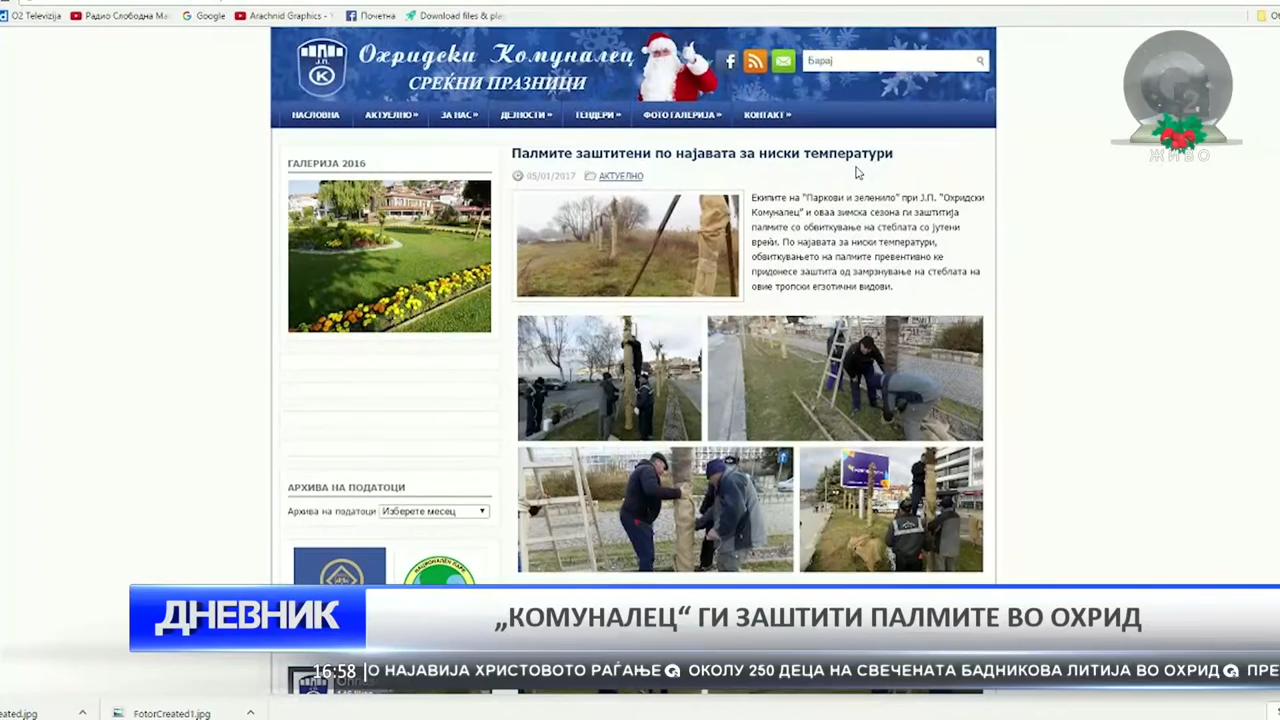 O2 Televizija
Радио Слободна Ма
Google
Arachnid Graphics -
Почетна
Download files & pla
Ј.П.
K
Охридски Комуналец
СРЕЌНИ ПРАЗНИЦИ
Барај
НАСЛОВНА
АКТУЕЛНО »
ЗА НАС »
ДЕЈНОСТИ »
ТЕНДЕРИ »
ФОТО ГАЛЕРИЈА »
КОНТАКТ »
ЖИВО
ГАЛЕРИЈА 2016
Палмите заштитени по најавата за ниски температури
05/01/2017
АКТУЕЛНО
Екипите на "Паркови и зеленило" при Ј.П. "Охридски
Комуналец" и оваа зимска сезона ги заштитија
палмите со обвиткување на стеблата со јутени
вреќи. По најавата за ниски температури,
обвиткувањето на палмите превентивно ќе
придонесе заштита од замрзнување на стеблата на
овие тропски егзотични видови.
АРХИВА НА ПОДАТОЦИ
Архива на податоци
Изберете месец
НАЦИОНАЛЕН ПАРК
ДНЕВНИК
„КОМУНАЛЕЦ“ ГИ ЗАШТИТИ ПАЛМИТЕ ВО ОХРИД
16:58
О НАЈАВИЈА ХРИСТОВОТО РАЃАЊЕ
ОКОЛУ 250 ДЕЦА НА СВЕЧЕНАТА БАДНИКОВА ЛИТИЈА ВО ОХРИД
ПРЕ
eated.jpg
FotorCreated1.jpg